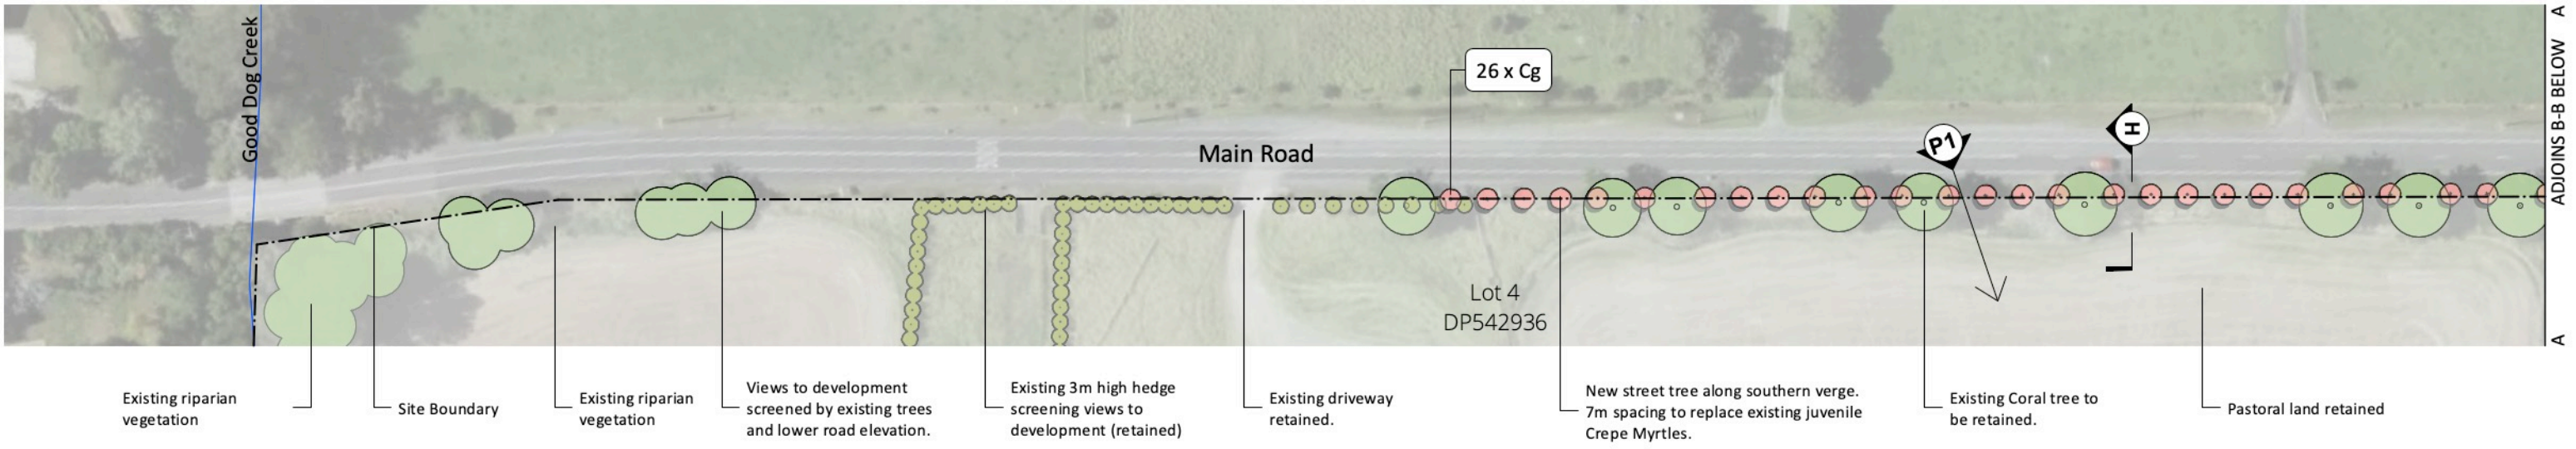 Good Dog Creek
26 x Cg
Main Road
P1
H
A
ADJOINS B-B BELOW
A
Lot 4
DP542936
Existing riparian
vegetation
Site Boundary
Existing riparian
vegetation
Views to development
screened by existing trees
and lower road elevation.
Existing 3m high hedge
screening views to
development (retained)
Existing driveway
retained.
New street tree along southern verge.
7m spacing to replace existing juvenile
Crepe Myrtles.
Existing Coral tree to
be retained.
Pastoral land retained